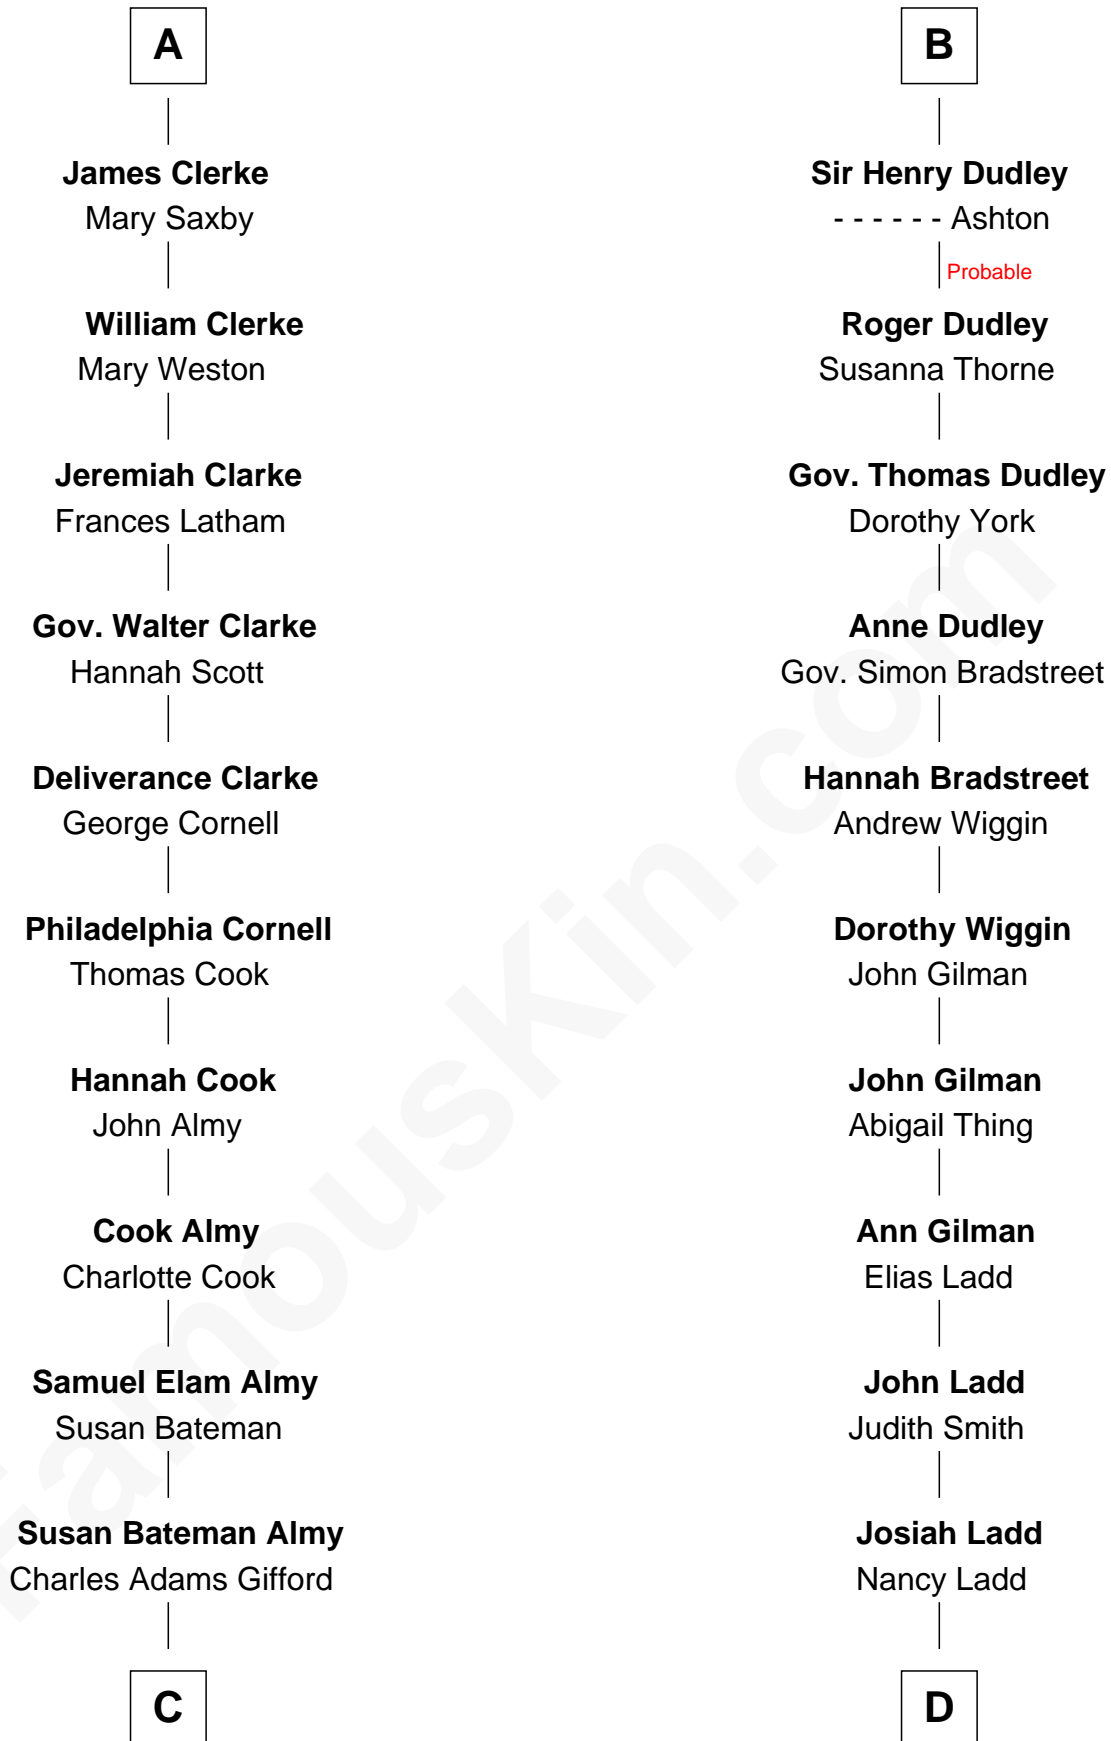 A
James Clerke
Mary Saxby
William Clerke
Mary Weston
Jeremiah Clarke
Frances Latham
Gov. Walter Clarke
Hannah Scott
Deliverance Clarke
George Cornell
Philadelphia Cornell
Thomas Cook
Hannah Cook
John Almy
Cook Almy
Charlotte Cook
Samuel Elam Almy
Susan Bateman
Susan Bateman Almy
Charles Adams Gifford
C
B
Sir Henry Dudley
- - - - - - Ashton
Probable
Roger Dudley
Susanna Thorne
Gov. Thomas Dudley
Dorothy York
Anne Dudley
Gov. Simon Bradstreet
Hannah Bradstreet
Andrew Wiggin
Dorothy Wiggin
John Gilman
John Gilman
Abigail Thing
Ann Gilman
Elias Ladd
John Ladd
Judith Smith
Josiah Ladd
Nancy Ladd
D
FamousKin.com